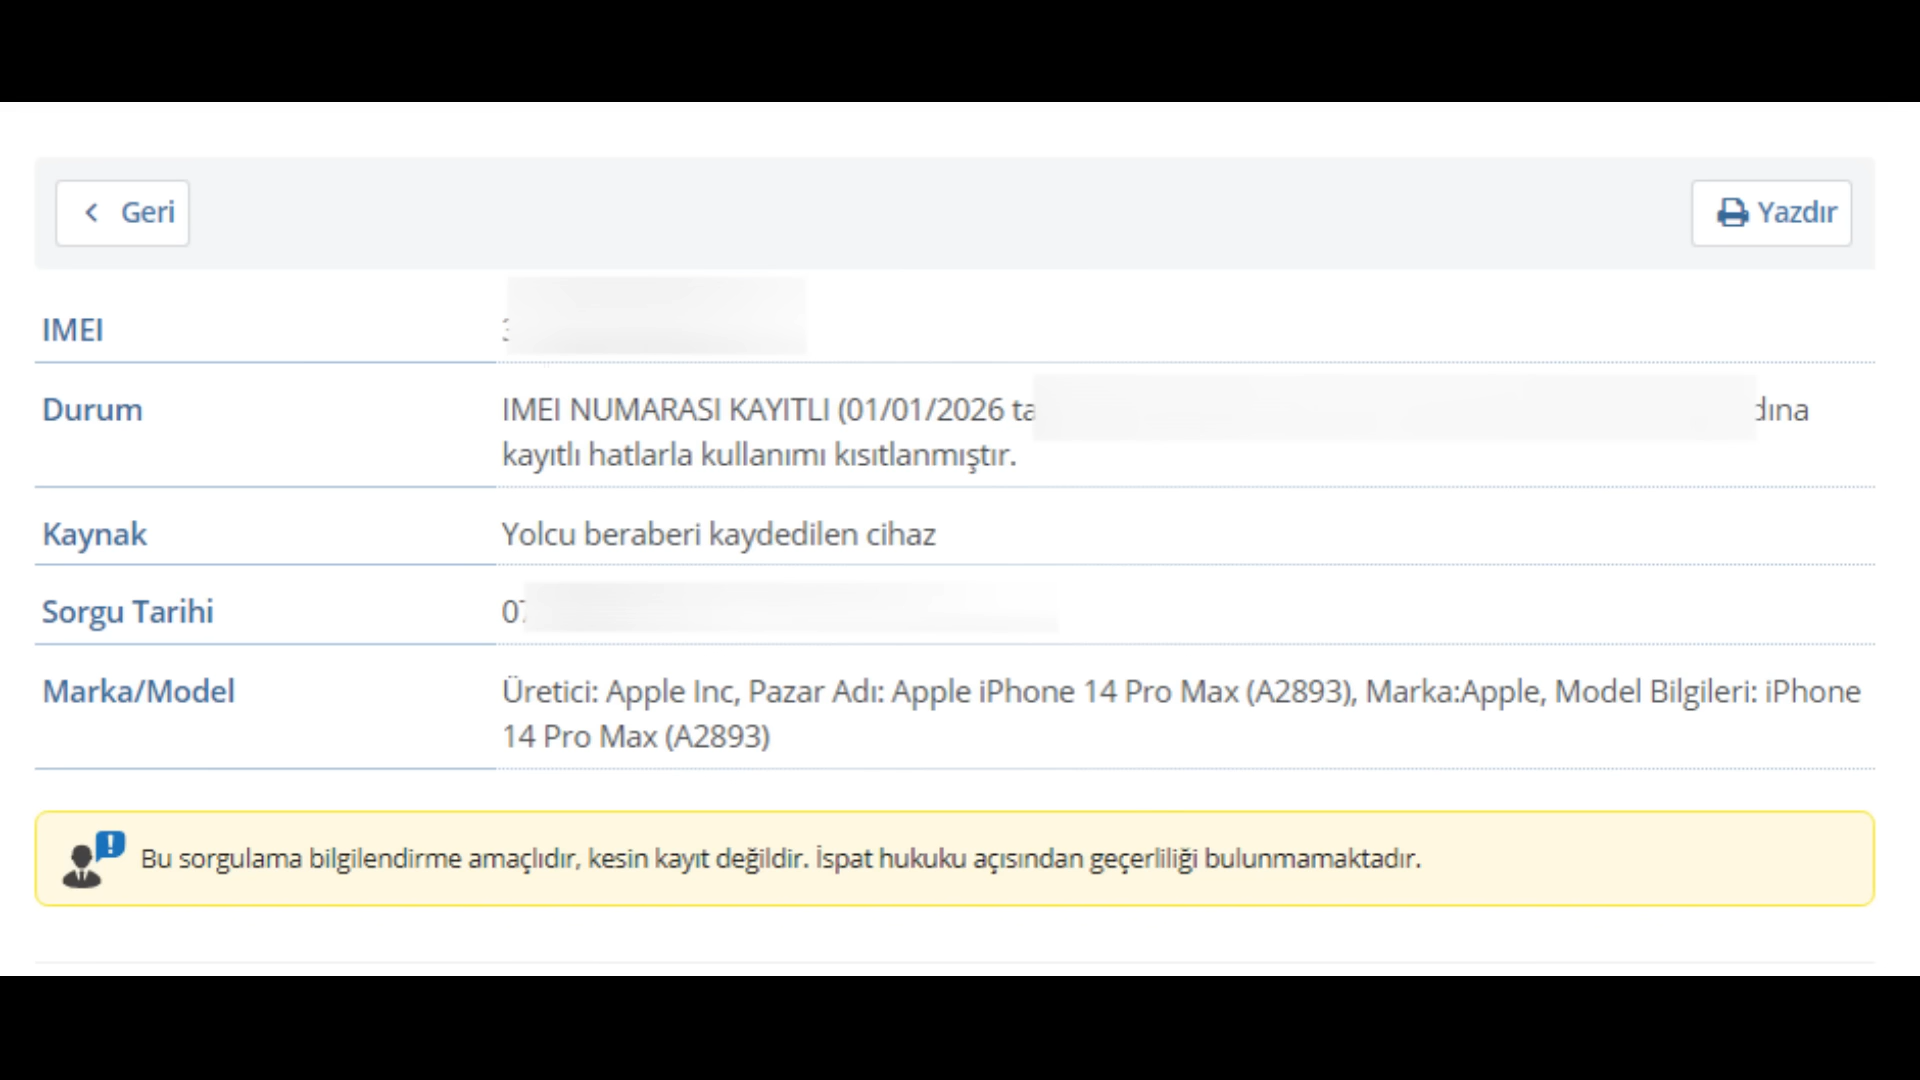 Geri
Yazdır
IMEI
Durum
IMEI NUMARASI KAYITLI (01/01/2026
kayıtlı hatlarla kullanımı kısıtlanmıştır.
Kaynak
Yolcu beraberi kaydedilen cihaz
Sorgu Tarihi
Marka/Model
Üretici: Apple Inc, Pazar Adı: Apple iPhone 14 Pro Max (A2893), Marka:Apple, Model Bilgileri: iPhone
14 Pro Max (A2893)
Bu sorgulama bilgilendirme amaçlıdır, kesin kayıt değildir. İspat hukuku açısından geçerliliği bulunmamaktadır.